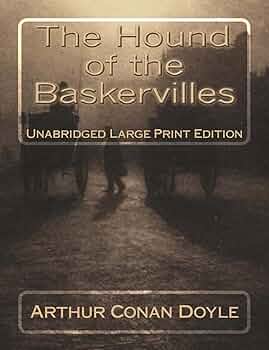 The Hound
of the
Baskervilles
Unabridged Large Print Edition
Arthur Conan Doyle